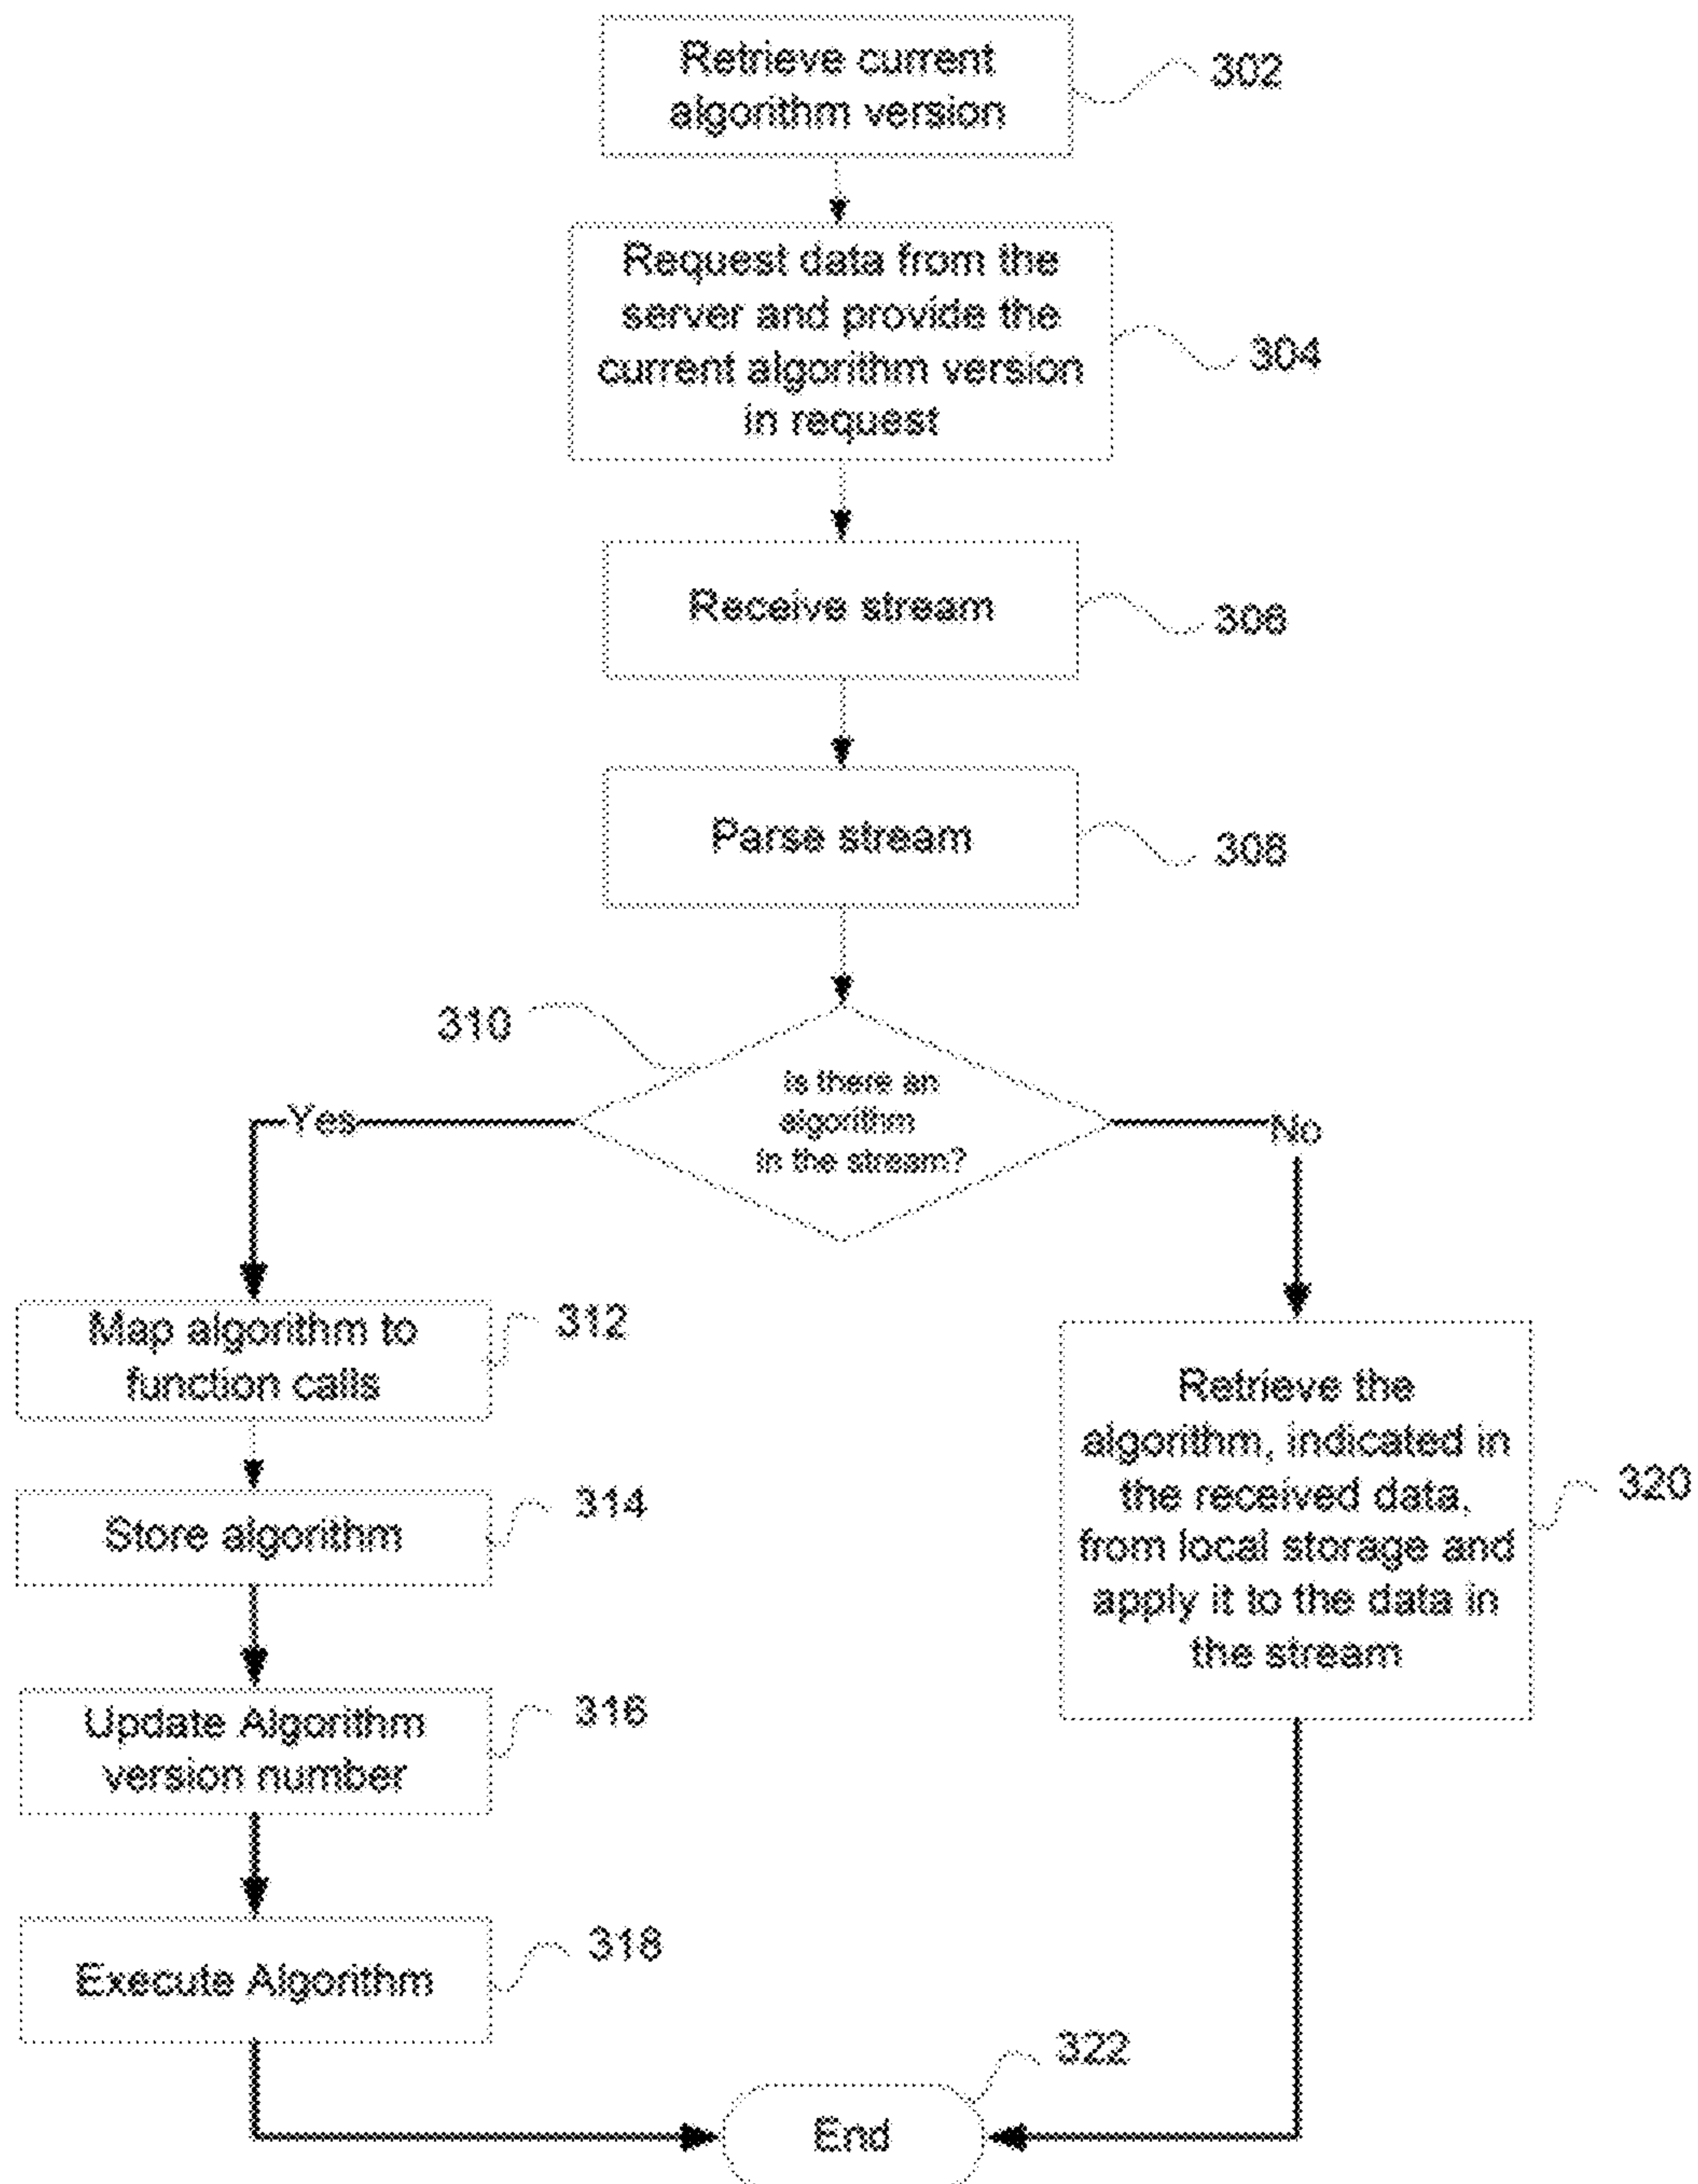 Retrieve current
algorithm version
302
Request data from the
server and provide the
current algorithm version
in request
304
Receive stream
306
Parse stream
308
310
Is there an
algorithm
in the stream?
Yes
No
Map algorithm to
function calls
312
Store algorithm
314
Update Algorithm
version number
316
Execute Algorithm
318
Retrieve the
algorithm, indicated in
the received data,
from local storage and
apply it to the data in
the stream
320
322
End